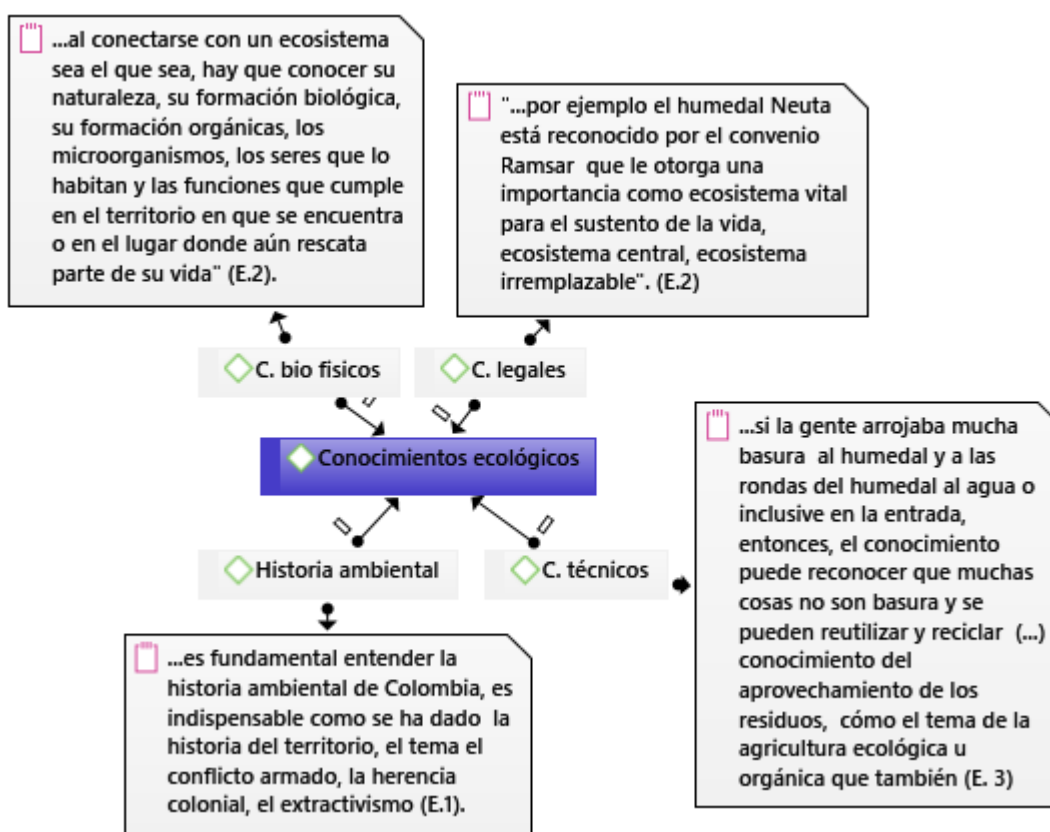 ...al conectarse con un ecosistema
sea el que sea, hay que conocer su
naturaleza, su formación biológica,
su formación orgánicas, los
microorganismos, los seres que lo
habitan y las funciones que cumple
en el territorio en que se encuentra
o en el lugar donde aún rescata
parte de su vida" (E.2).
"...por ejemplo el humedal Neuta
está reconocido por el convenio
Ramsar que le otorga una
importancia como ecosistema vital
para el sustento de la vida,
ecosistema central, ecosistema
irremplazable". (E.2)
C. bio fisicos
C. legales
Conocimientos ecológicos
Historia ambiental
C. técnicos
...si la gente arrojaba mucha
basura al humedal y a las
rondas del humedal al agua o
inclusive en la entrada,
entonces, el conocimiento
puede reconocer que muchas
cosas no son basura y se
pueden reutilizar y reciclar (...)
conocimiento del
aprovechamiento de los
residuos, cómo el tema de la
agricultura ecológica u
orgánica que también (E. 3)
...es fundamental entender la
historia ambiental de Colombia, es
indispensable como se ha dado la
historia del territorio, el tema el
conflicto armado, la herencia
colonial, el extractivismo (E.1).